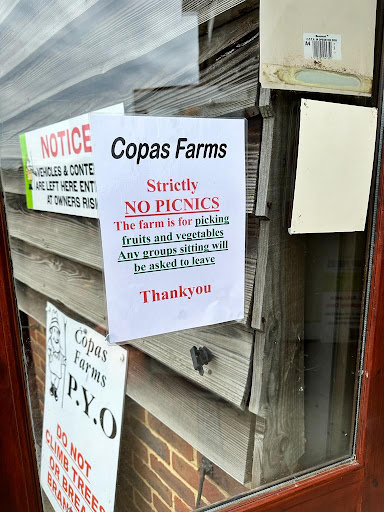 NOTICE
VEHICLES & CONTE
ARE LEFT HERE ENT
AT OWNERS RIS
Copas Farms
Strictly
NO PICNICS
The farm is for picking
fruits and vegetables
Any groups sitting will
be asked to leave
Thankyou
Copas
Farms
P.Y.O
DO NOT
CLIMB TREES
OR BREA
BRAN
A4